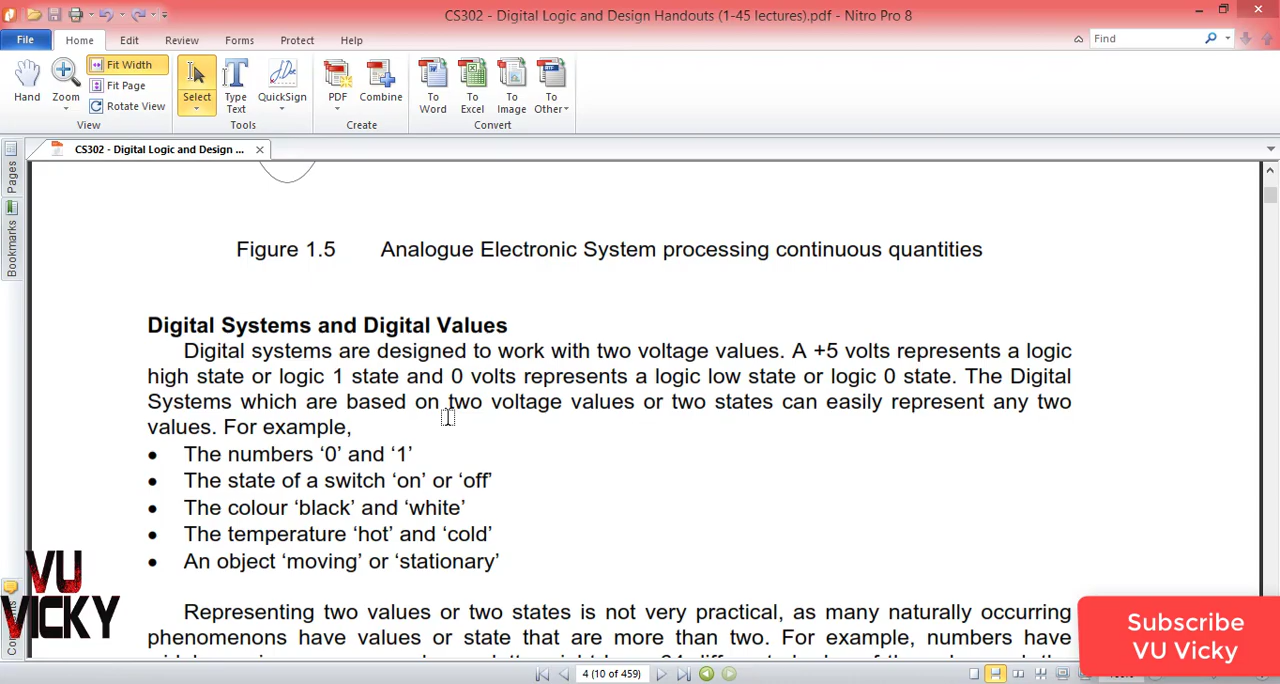 CS302 - Digital Logic and Design Handouts (1-45 lectures).pdf - Nitro Pro 8
File Home Edit Review Forms Protect Help Find
Hand Zoom Fit Width Fit Page Rotate View Select Type Text QuickSign PDF Combine To Word To Excel To Image To Other
View Tools Create Convert
CS302 - Digital Logic and Design ...
Pages
Bookmarks
Figure 1.5 Analogue Electronic System processing continuous quantities
Digital Systems and Digital Values
Digital systems are designed to work with two voltage values. A +5 volts represents a logic
high state or logic 1 state and 0 volts represents a logic low state or logic 0 state. The Digital
Systems which are based on two voltage values or two states can easily represent any two
values. For example,
• The numbers ‘0’ and ‘1’
• The state of a switch ‘on’ or ‘off’
• The colour ‘black’ and ‘white’
• The temperature ‘hot’ and ‘cold’
• An object ‘moving’ or ‘stationary’
VU
VICKY
Representing two values or two states is not very practical, as many naturally occurring
phenomenons have values or state that are more than two. For example, numbers have
Subscribe
VU Vicky
4 (10 of 459)